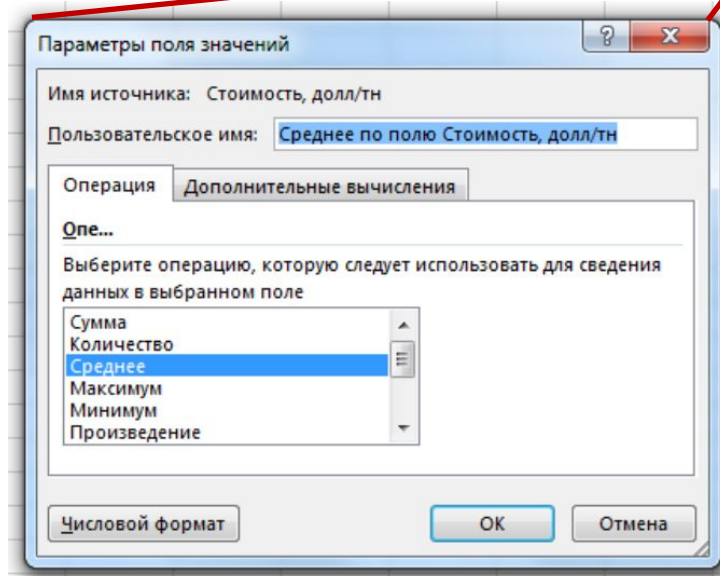 Параметры поля значений
Имя источника: Стоимость, долл/тн
Пользовательское имя: Среднее по полю Стоимость, долл/тн
Операция Дополнительные вычисления
Опе...
Выберите операцию, которую следует использовать для сведения
данных в выбранном поле
Сумма
Количество
Среднее
Максимум
Минимум
Произведение
Числовой формат ОК Отмена